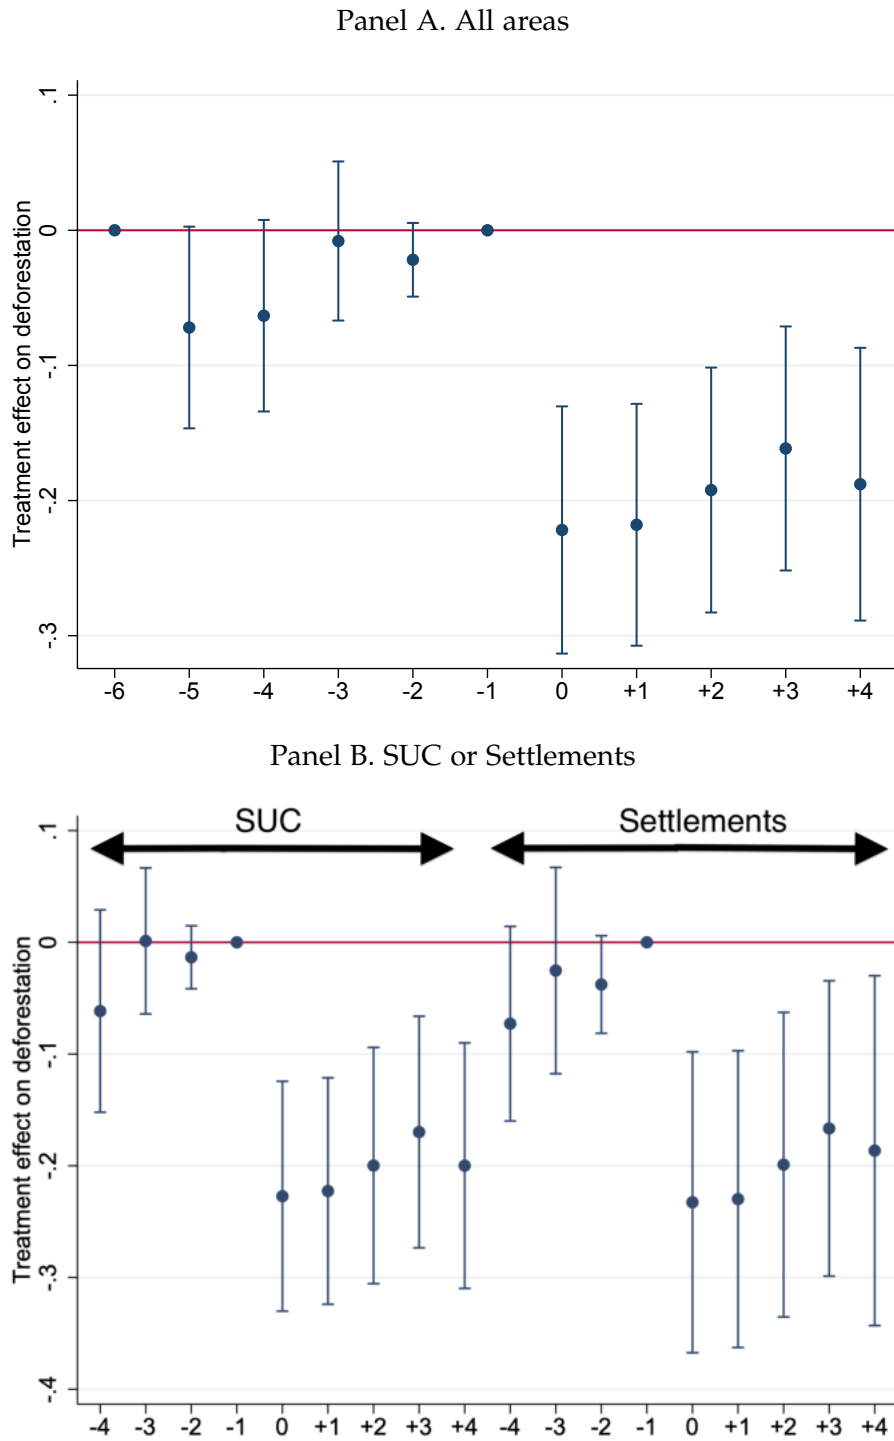 Panel A. All areas
Treatment effect on deforestation
.1
0
-.1
-.2
-.3
-6 -5 -4 -3 -2 -1 0 +1 +2 +3 +4
Panel B. SUC or Settlements
SUC Settlements
Treatment effect on deforestation
.1
0
-.1
-.2
-.3
-.4
-4 -3 -2 -1 0 +1 +2 +3 +4 -4 -3 -2 -1 0 +1 +2 +3 +4